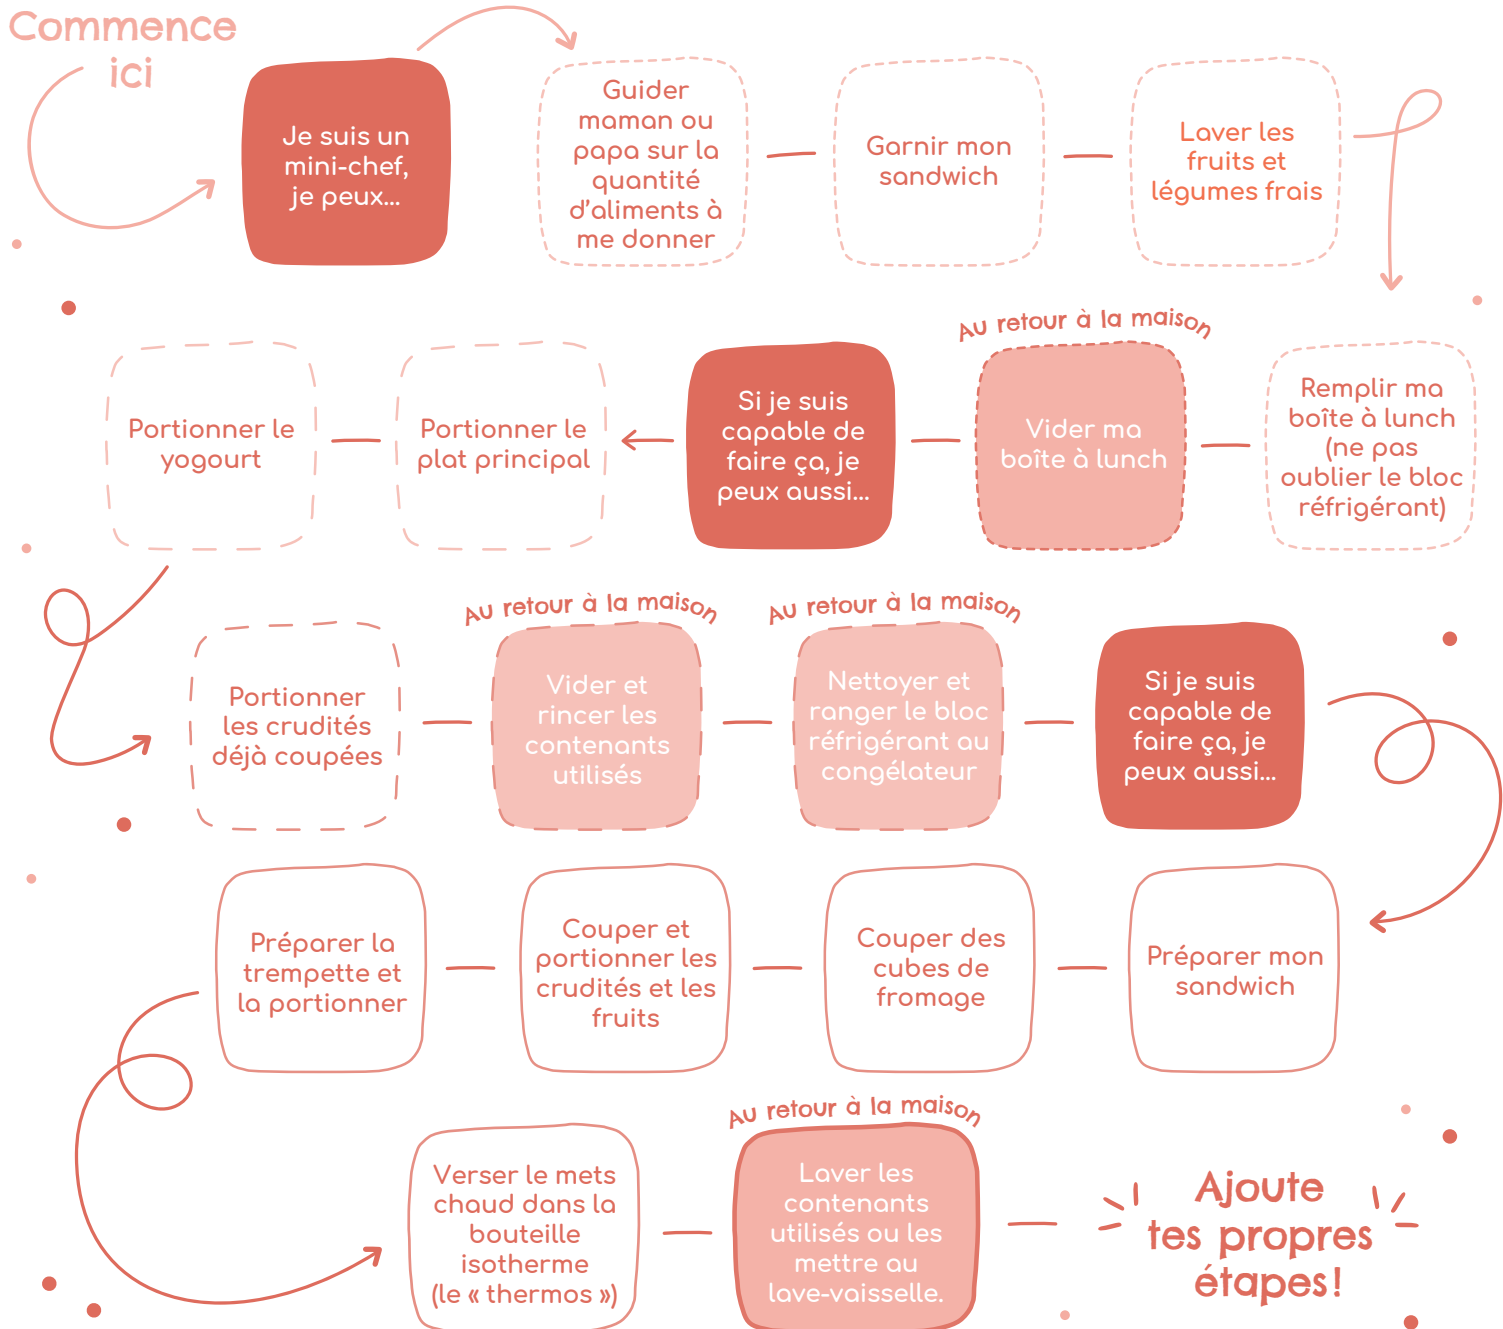 Commence
ici
Je suis un
mini-chef,
je peux...
Guider
maman ou
papa sur la
quantité
d'aliments à
me donner
Garnir mon
sandwich
Laver les
fruits et
légumes frais
Remplir ma
boîte à lunch
(ne pas
oublier le bloc
réfrigérant)
Au retour à la maison
Vider ma
boîte à lunch
Si je suis
capable de
faire ça, je
peux aussi...
Portionner le
plat principal
Portionner le
yogourt
Portionner
les crudités
déjà coupées
Au retour à la maison
Vider et
rincer les
contenants
utilisés
Au retour à la maison
Nettoyer et
ranger le bloc
réfrigérant au
congélateur
Si je suis
capable de
faire ça, je
peux aussi...
Préparer mon
sandwich
Couper des
cubes de
fromage
Couper et
portionner les
crudités et les
fruits
Préparer la
trempette et
la portionner
Verser le mets
chaud dans la
bouteille
isotherme
(le « thermos »)
Au retour à la maison
Laver les
contenants
utilisés ou les
mettre au
lave-vaisselle.
Ajoute
tes propres
étapes!